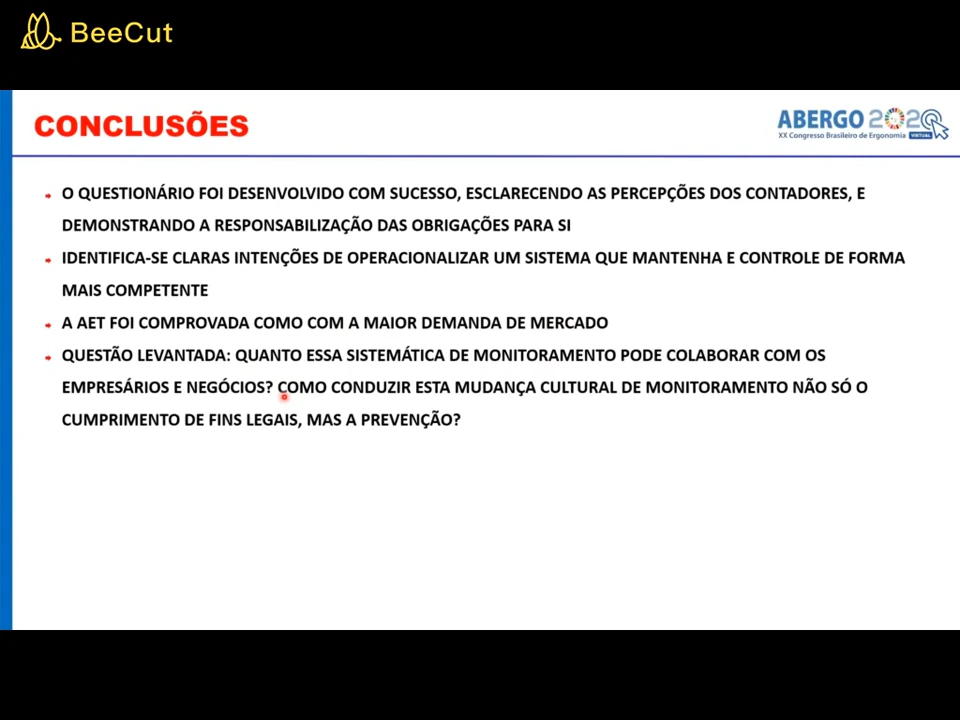 BeeCut
CONCLUSÕES
ABERGO 2020
XX Congresso Brasileiro de Ergonomia VIRTUAL
O QUESTIONÁRIO FOI DESENVOLVIDO COM SUCESSO, ESCLARECENDO AS PERCEPÇÕES DOS CONTADORES, E
DEMONSTRANDO A RESPONSABILIZAÇÃO DAS OBRIGAÇÕES PARA SI
IDENTIFICA-SE CLARAS INTENÇÕES DE OPERACIONALIZAR UM SISTEMA QUE MANTENHA E CONTROLE DE FORMA
MAIS COMPETENTE
A AET FOI COMPROVADA COMO COM A MAIOR DEMANDA DE MERCADO
QUESTÃO LEVANTADA: QUANTO ESSA SISTEMÁTICA DE MONITORAMENTO PODE COLABORAR COM OS
EMPRESÁRIOS E NEGÓCIOS? COMO CONDUZIR ESTA MUDANÇA CULTURAL DE MONITORAMENTO NÃO SÓ O
CUMPRIMENTO DE FINS LEGAIS, MAS A PREVENÇÃO?